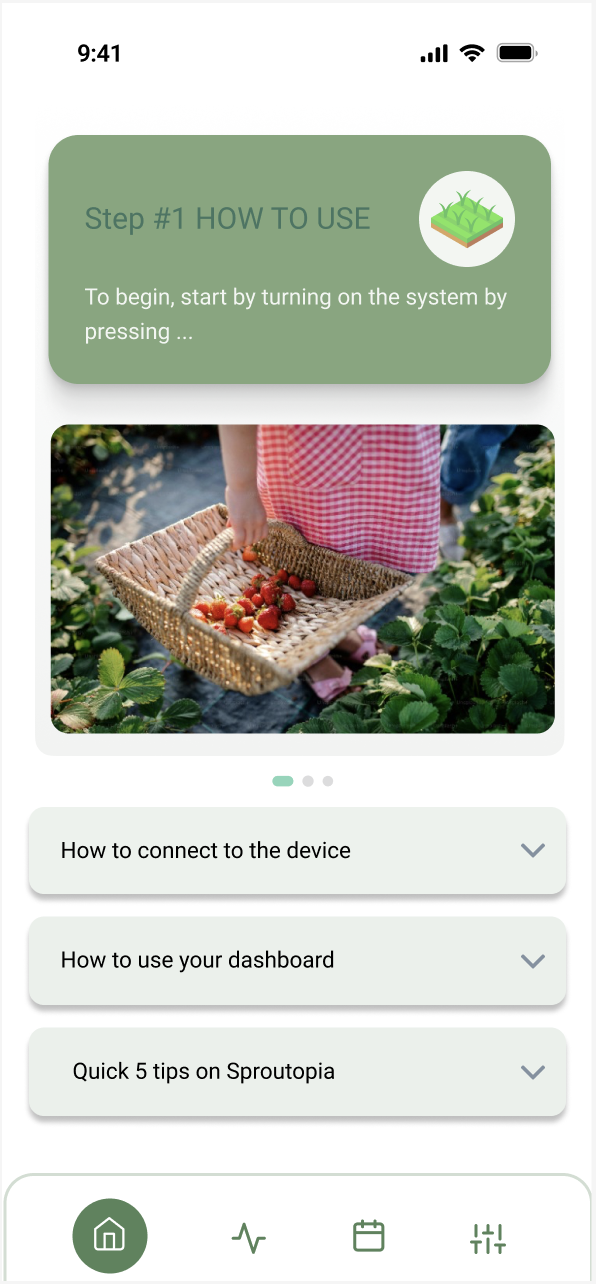 9:41
Step #1 HOW TO USE
To begin, start by turning on the system by
pressing ...
How to connect to the device
How to use your dashboard
Quick 5 tips on Sproutopia